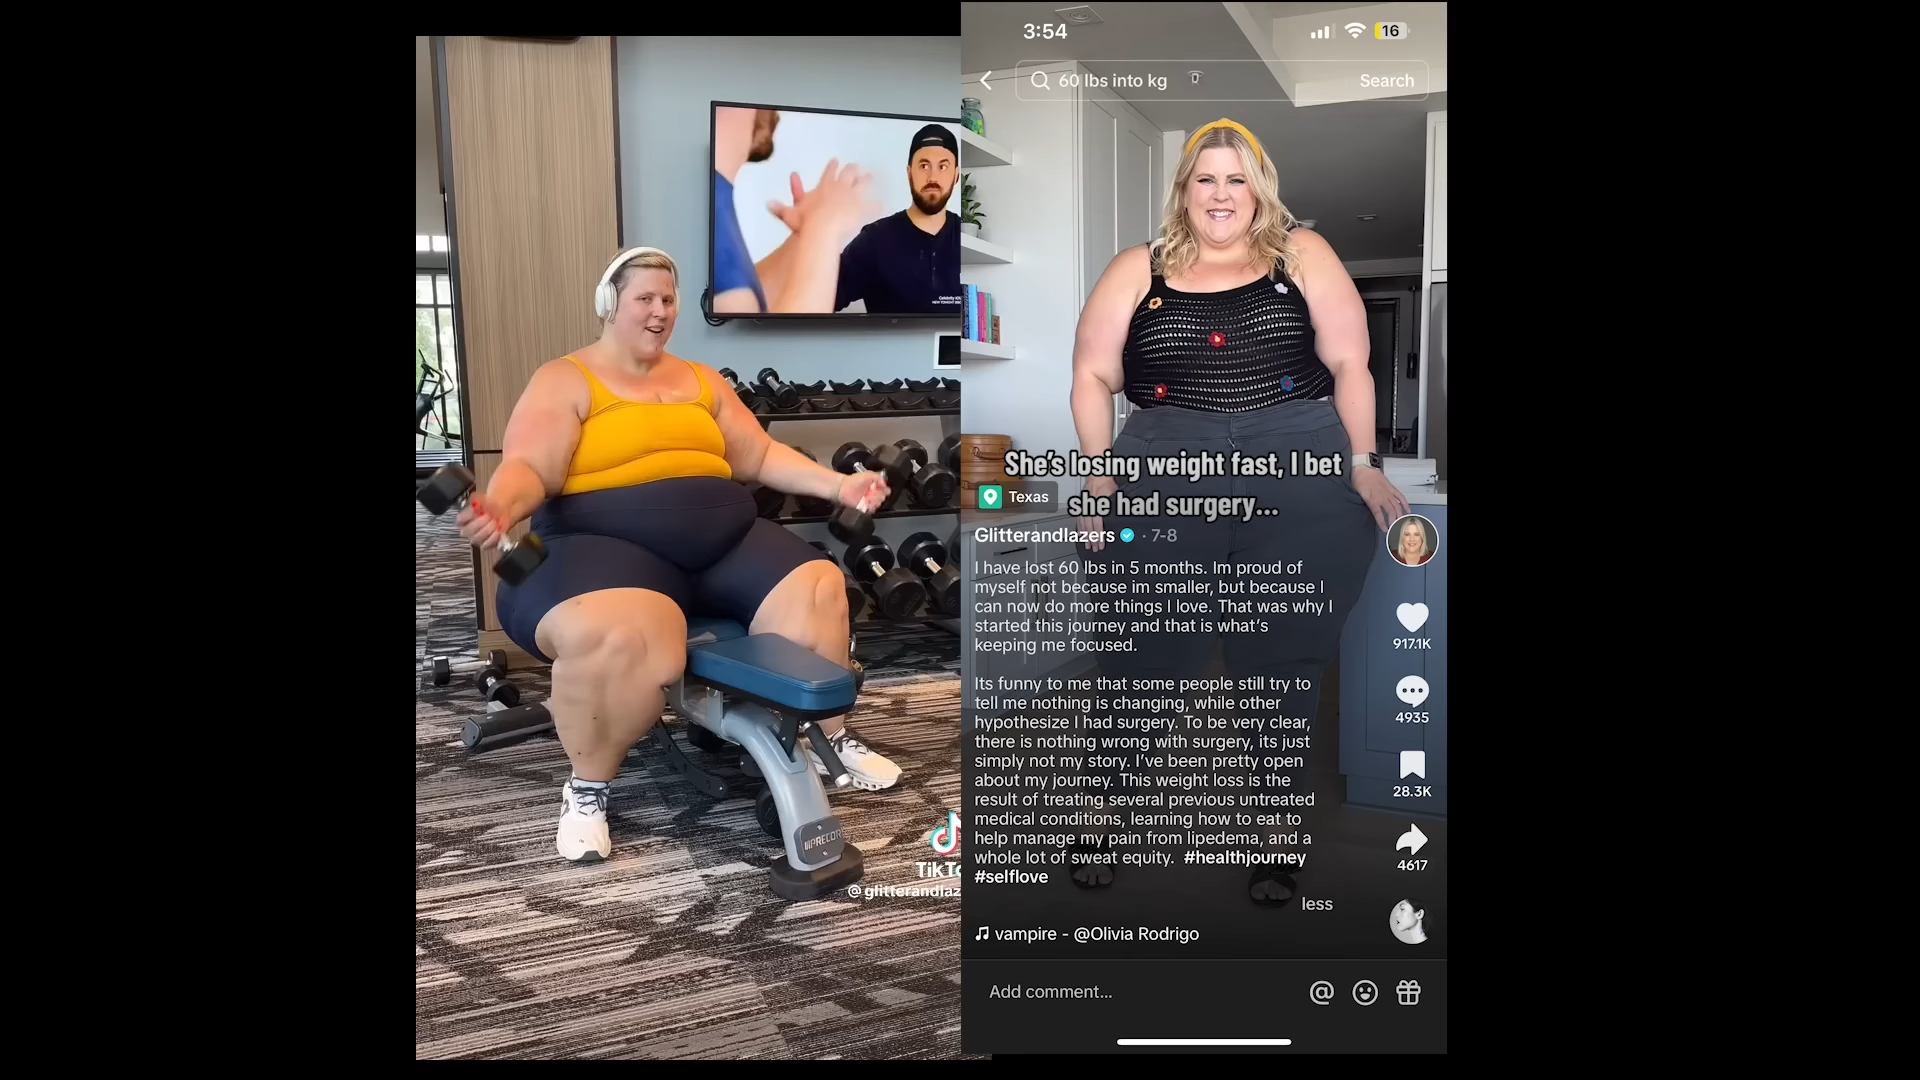 Celebrity
PRECOR
TikTo
@glitterandlaz
3:54
16
60 lbs into kg
Search
She's losing weight fast, I bet
she had surgery...
Texas
Glitterandlazers · 7-8
I have lost 60 lbs in 5 months. Im proud of
myself not because im smaller, but because I
can now do more things I love. That was why I
started this journey and that is what's
keeping me focused.
Its funny to me that some people still try to
tell me nothing is changing, while other
hypothesize I had surgery. To be very clear,
there is nothing wrong with surgery, its just
simply not my story. I've been pretty open
about my journey. This weight loss is the
result of treating several previous untreated
medical conditions, learning how to eat to
help manage my pain from lipedema, and a
whole lot of sweat equity. #healthjourney
#selflove
less
vampire - @Olivia Rodrigo
917.1K
4935
28.3K
4617
Add comment...